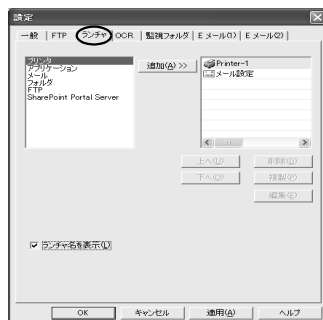 設定
一般 FTP ランチャ OCR 監視フォルダ Eメール(1) Eメール(2)
プリンタ
アプリケーション
メール
フォルダ
FTP
SharePoint Portal Server
追加(A) >>
Printer-1
メール設定
上へ(U) 削除(D)
下へ(O) 複製(P)
編集(E)
ランチャ名を表示(L)
OK キャンセル 適用(A) ヘルプ